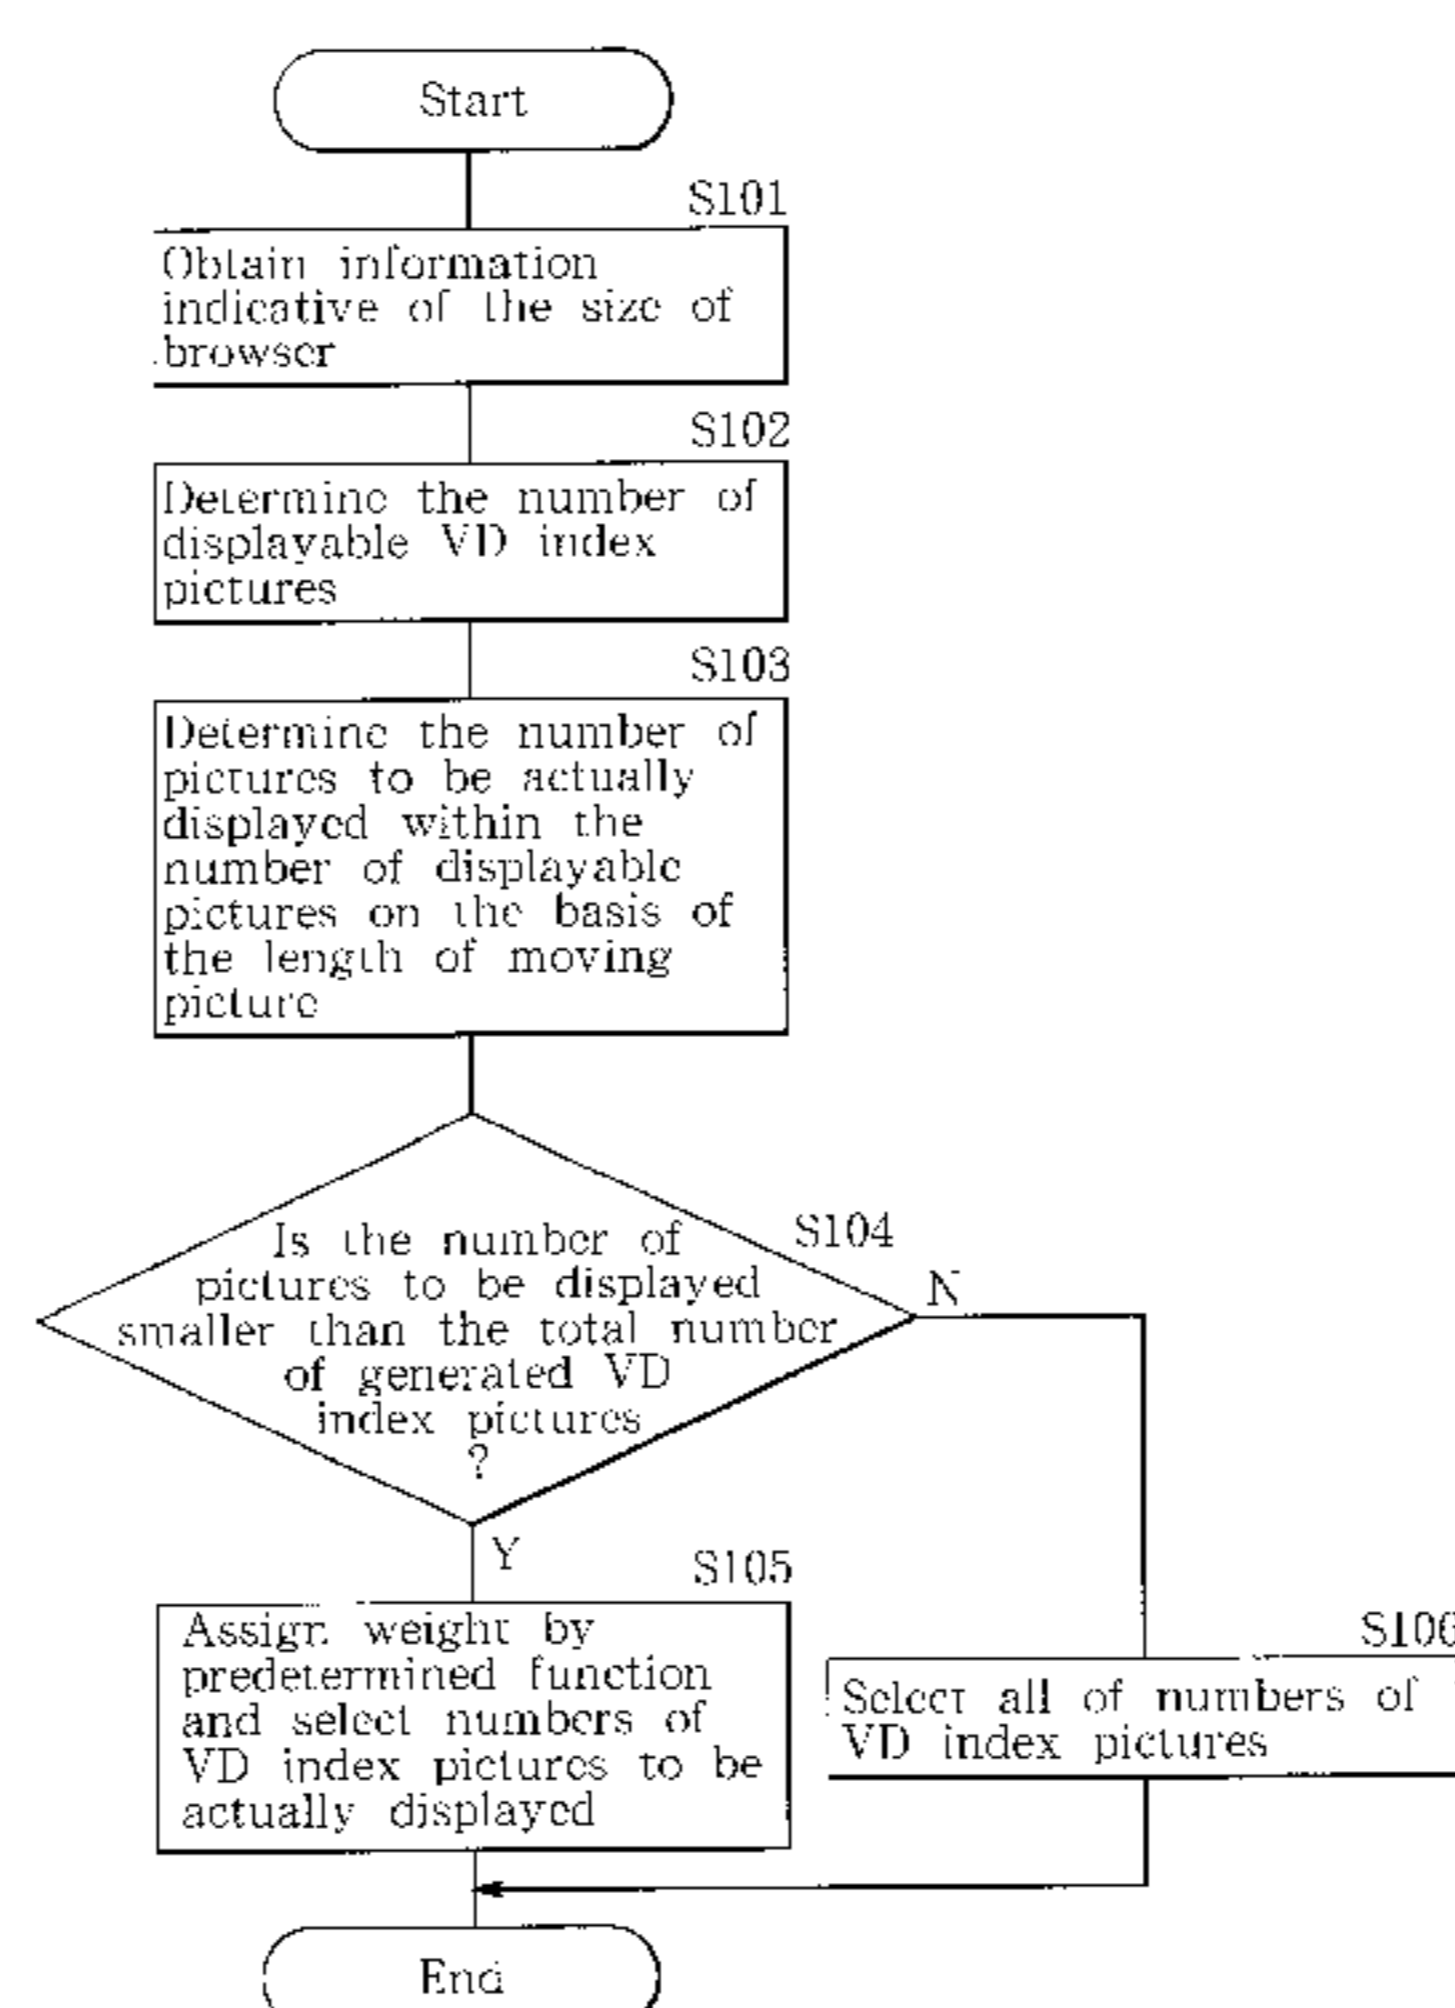 Start
S101
Obtain information
indicative of the size of
browser
S102
Determine the number of
displayable VD index
pictures
S103
Determine the number of
pictures to be actually
displayed within the
number of displayable
pictures on the basis of
the length of moving
picture
S104
Is the number of
pictures to be displayed
smaller than the total number
of generated VD
index pictures
?
N
Y
S105
Assign weight by
predetermined function
and select numbers of
VD index pictures to be
actually displayed
S106
Select all of numbers of
VD index pictures
End